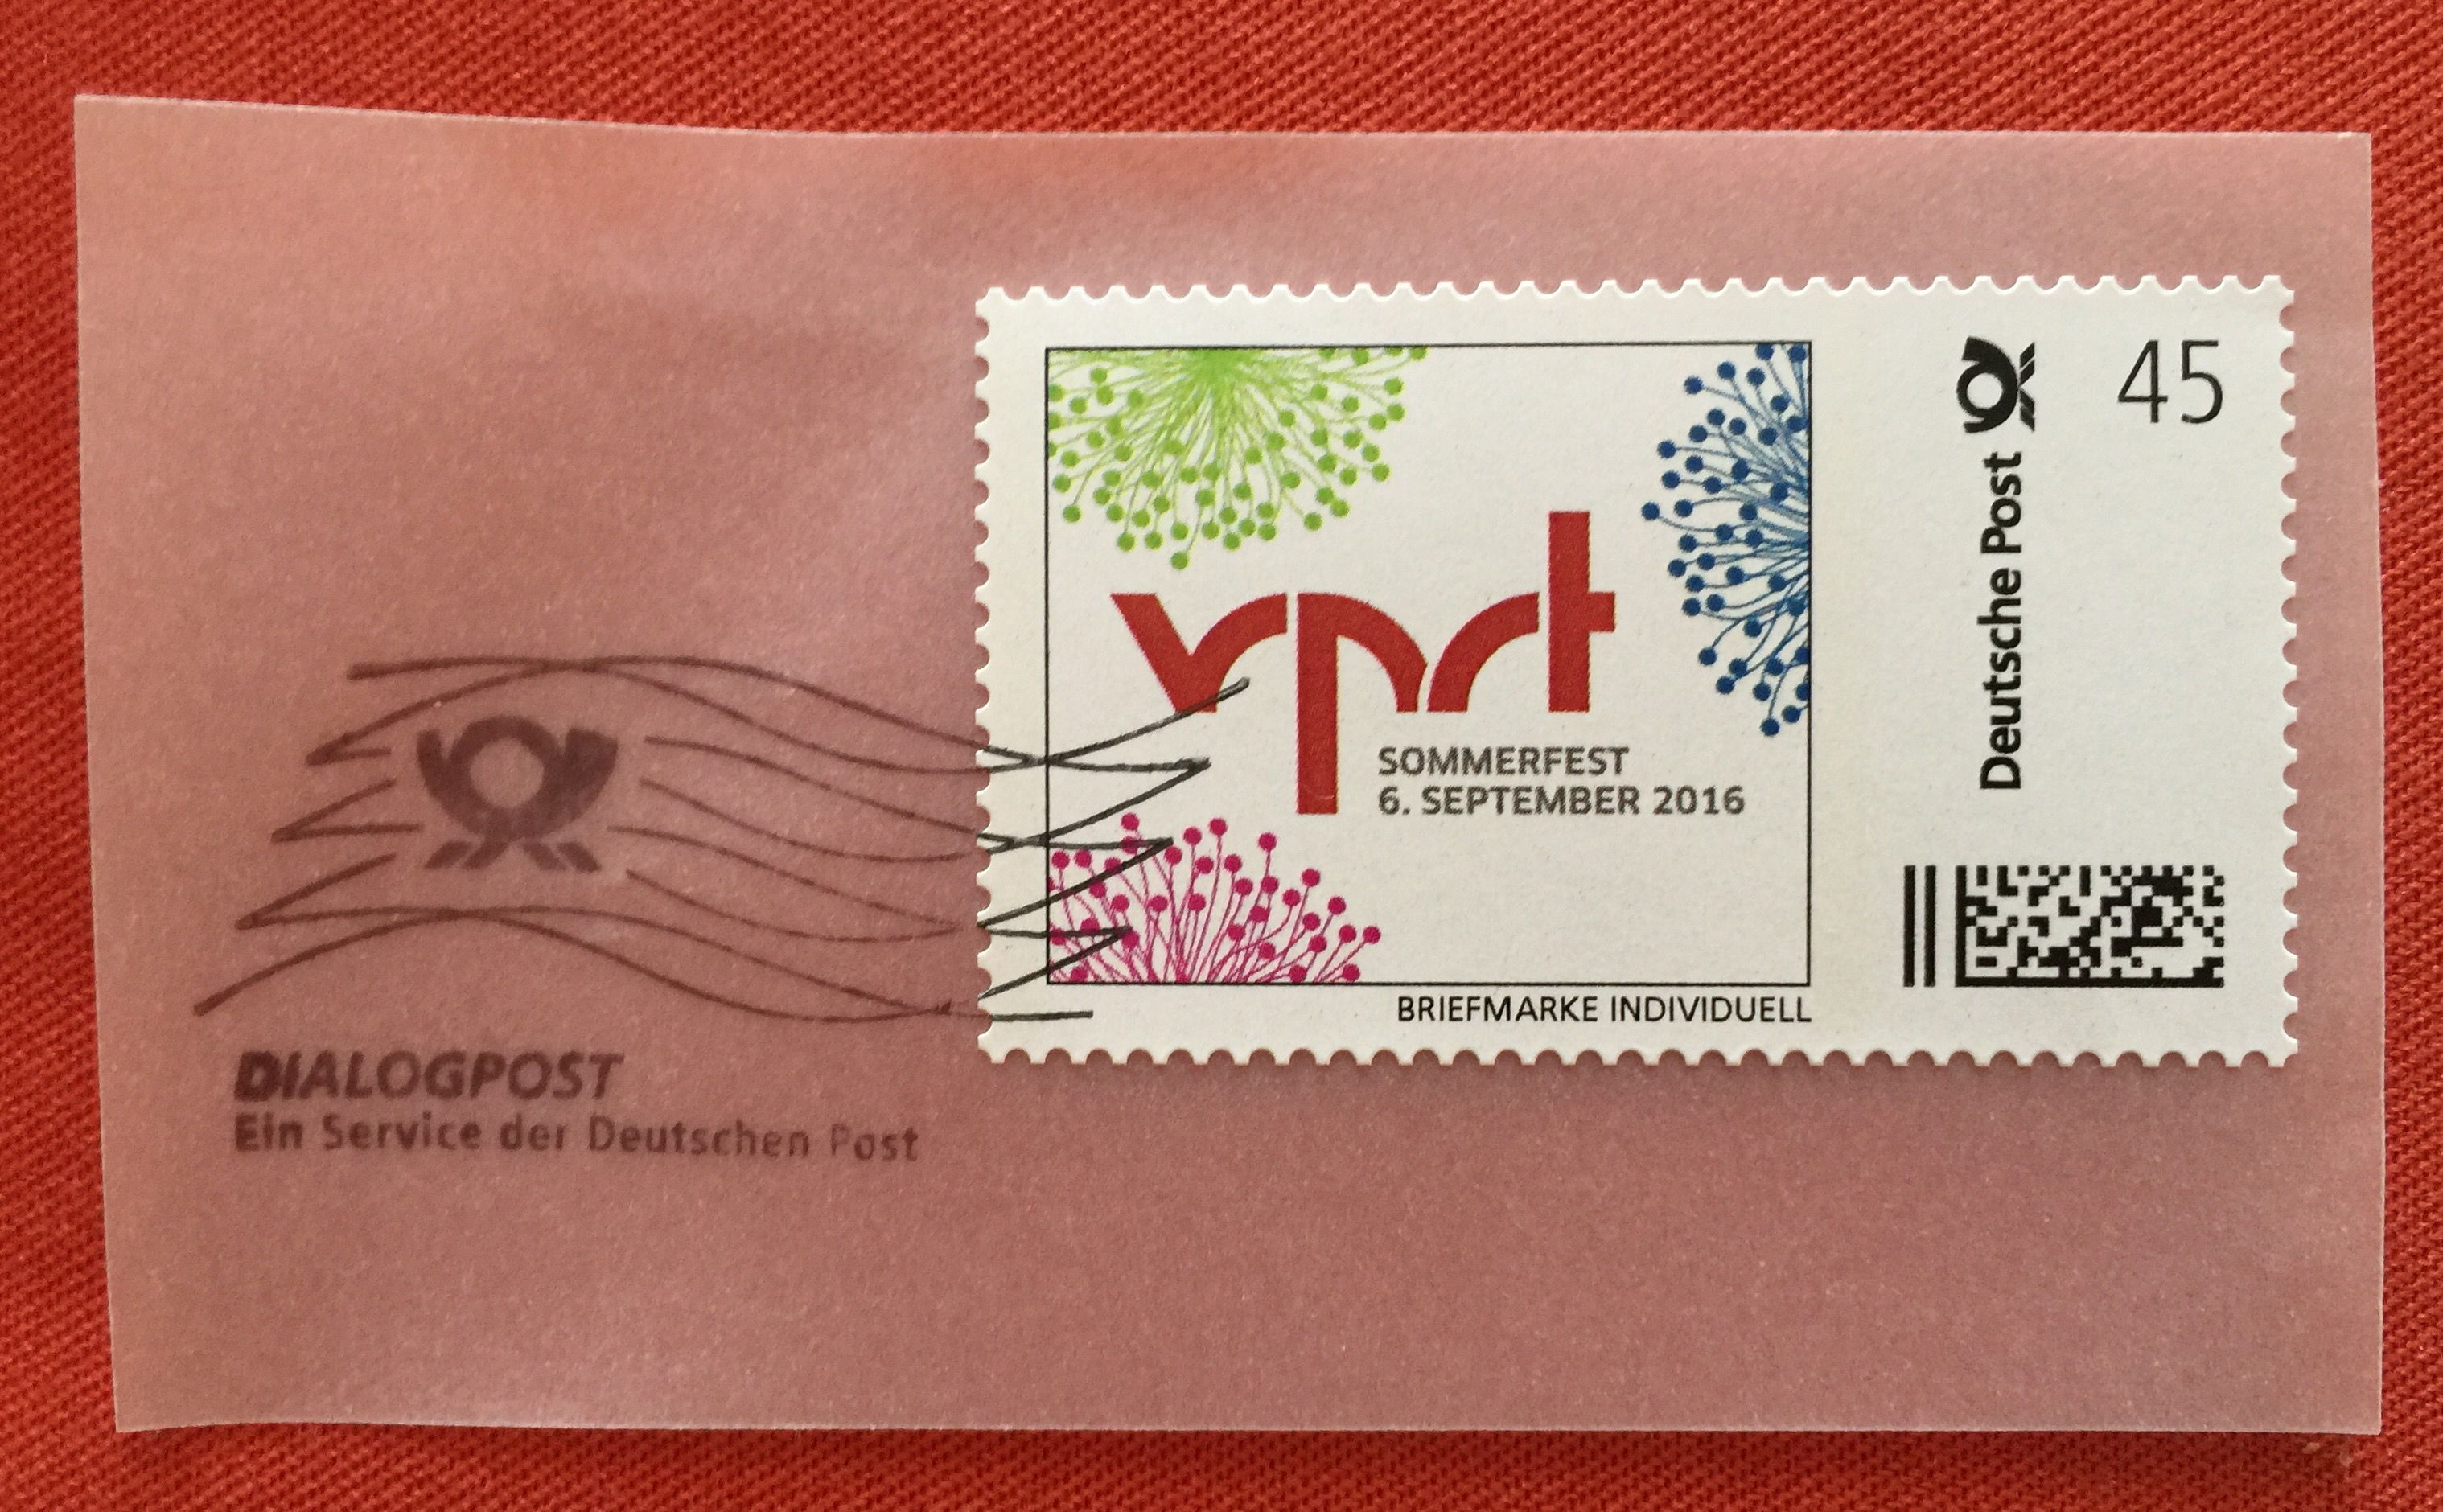 45
Deutsche Post
vprt
SOMMERFEST
6. SEPTEMBER 2016
BRIEFMARKE INDIVIDUELL
DIALOGPOST
Ein Service der Deutschen Post